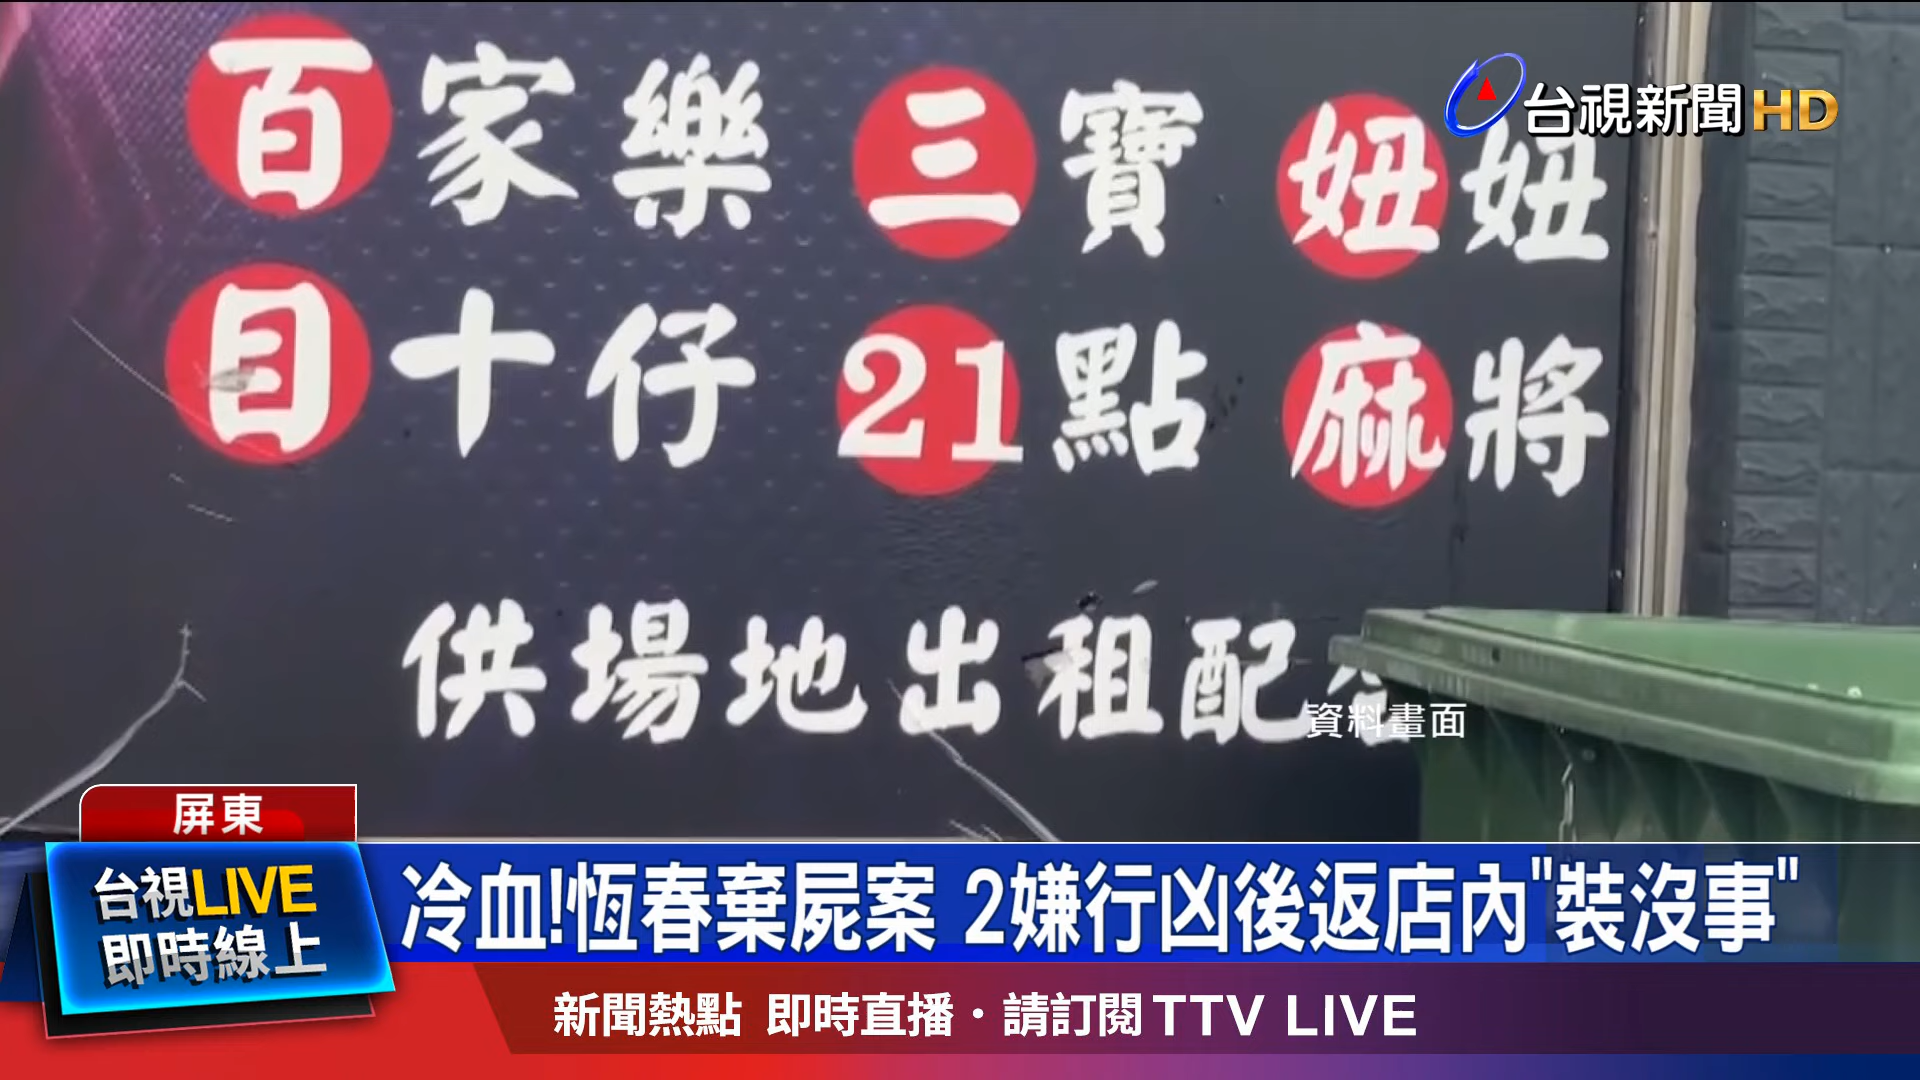 台視新聞HD
百家樂 三寶 妞妞
目十仔 21點 麻將
供場地出租配
資料畫面
屏東
台視LIVE
即時線上
冷血!恆春棄屍案 2嫌行凶後返店內"裝沒事"
新聞熱點 即時直播·請訂閱TTV LIVE